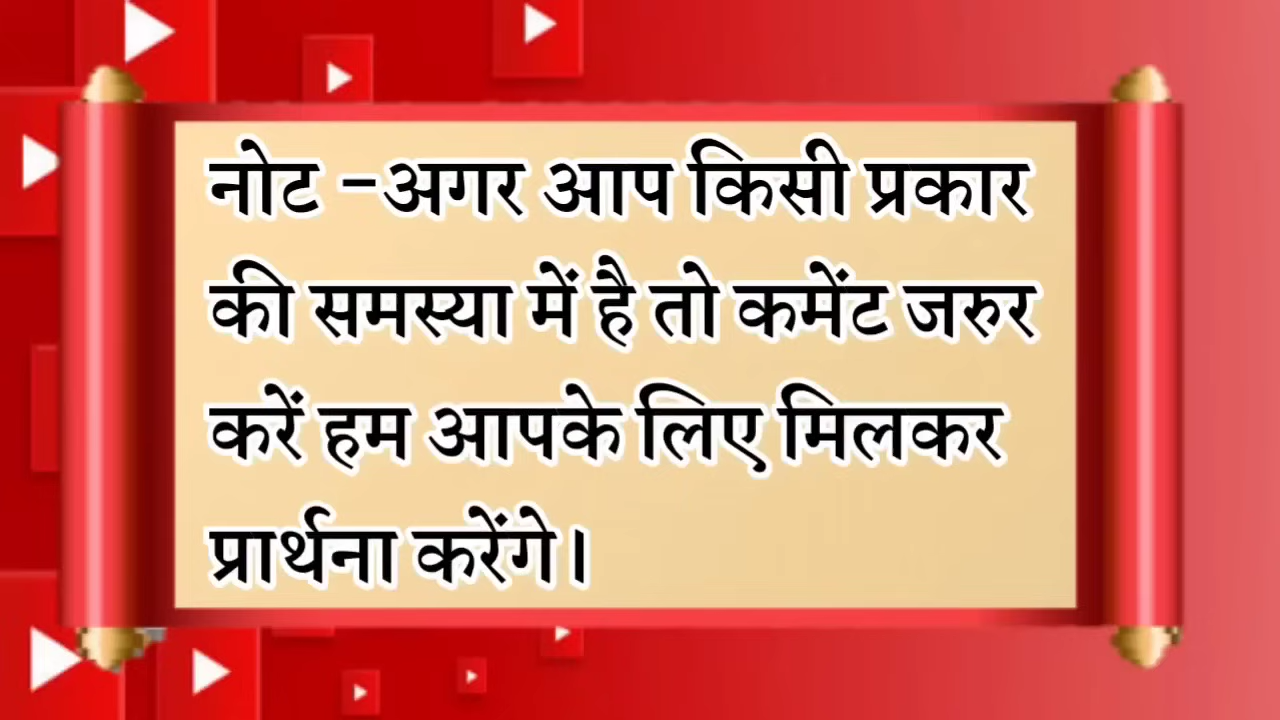 नोट -अगर आप किसी प्रकार
की समस्या में है तो कमेंट जरुर
करें हम आपके लिए मिलकर
प्रार्थना करेंगे।